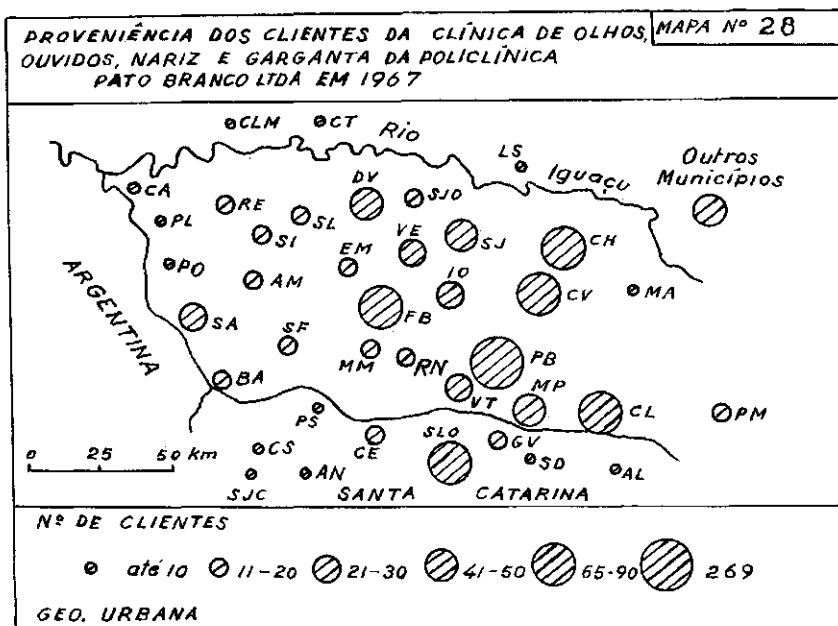 PROVENIÊNCIA DOS CLIENTES DA CLÍNICA DE OLHOS,
MAPA Nº 28
OUVIDOS, NARIZ E GARGANTA DA POLICLÍNICA
PATO BRANCO LTDA EM 1967
CLM
CT
Rio
LS
Iguaçu
Outros
Municípios
CA
DV
SJO
RE
SL
PL
SI
VE
SJ
CH
EM
PO
AM
IO
CV
MA
ARGENTINA
SA
FB
SF
MM
RN
PB
BA
VT
MP
CL
PM
PS
CE
SLO
GV
CS
SD
AL
0 50 km
SJC
AN
SANTA CATARINA
Nº DE CLIENTES
até 10 11-20 21-30 41-50 65-90 269
GEO. URBANA